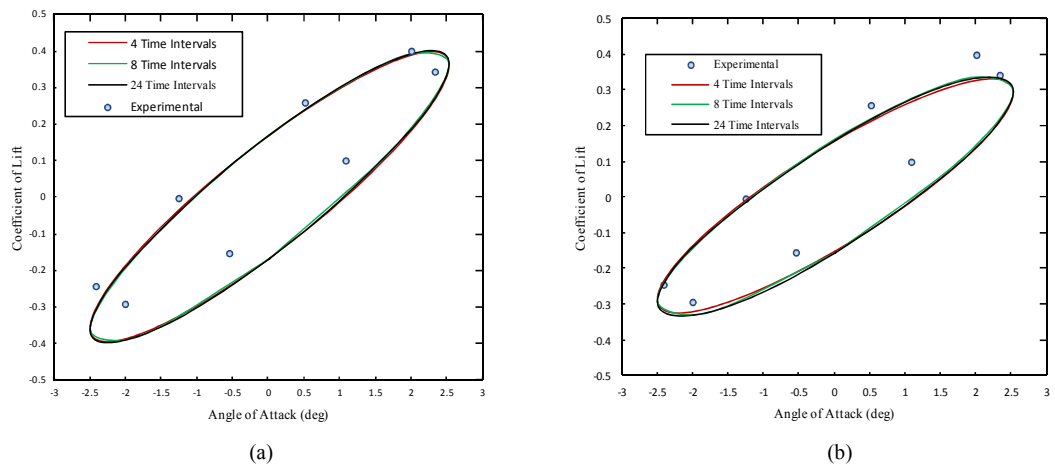 0.5
0.4
0.3
0.2
0.1
0
-0.1
-0.2
-0.3
-0.4
-0.5
Coefficient of Lift
4 Time Intervals
8 Time Intervals
24 Time Intervals
Experimental
-3 -2.5 -2 -1.5 -1 -0.5 0 0.5 1 1.5 2 2.5 3
Angle of Attack (deg)
(a)
0.5
0.4
0.3
0.2
0.1
0
-0.1
-0.2
-0.3
-0.4
-0.5
Coefficient of Lift
Experimental
4 Time Intervals
8 Time Intervals
24 Time Intervals
-3 -2.5 -2 -1.5 -1 -0.5 0 0.5 1 1.5 2 2.5 3
Angle of Attack (deg)
(b)